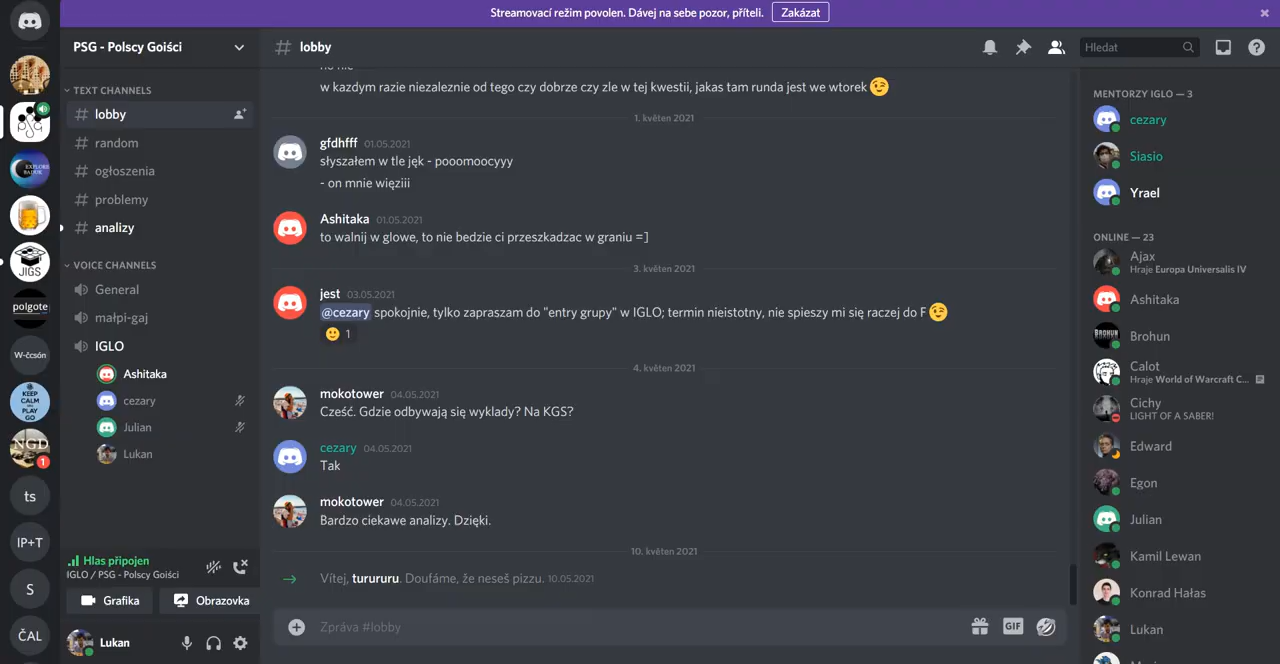 Streamovací režim povolen. Dávej na sebe pozor, příteli. Zakázat
PSG - Polscy Goiści
TEXT CHANNELS
lobby
random
ogłoszenia
problemy
analizy
VOICE CHANNELS
General
małpi-gaj
IGLO
Ashitaka
cezary
Julian
Lukan
Hlas připojen
IGLO / PSG - Polscy Goiści
Grafika
Obrazovka
Lukan
EXPLORE
BADUK
JIGS
polgote
W-čcsón
KEEP
CALM
PLAY
GO
NGD
1
ts
IP+T
S
ČAL
# lobby
Hledat
w kazdym razie niezaleznie od tego czy dobrze czy zle w tej kwestii, jakas tam runda jest we wtorek 😉
1. květen 2021
gfdhfff 01.05.2021
słyszałem w tle jęk - pooomoocyyy
- on mnie więziii
Ashitaka 01.05.2021
to walnij w glowe, to nie bedzie ci przeszkadzac w graniu =]
3. květen 2021
jest 03.05.2021
@cezary spokojnie, tylko zapraszam do "entry grupy" w IGLO; termin nieistotny, nie spieszy mi się raczej do F 😉
🙂 1
4. květen 2021
mokotower 04.05.2021
Cześć. Gdzie odbywają się wyklady? Na KGS?
cezary 04.05.2021
Tak
mokotower 04.05.2021
Bardzo ciekawe analizy. Dzięki.
10. květen 2021
Vítej, turururu. Doufáme, že neseš pizzu. 10.05.2021
Zpráva #lobby
GIF
MENTORZY IGLO — 3
cezary
Siasio
Yrael
ONLINE — 23
Ajax
Hraje Europa Universalis IV
Ashitaka
Brohun
Calot
Hraje World of Warcraft C...
Cichy
LIGHT OF A SABER!
Edward
Egon
Julian
Kamil Lewan
Konrad Hałas
Lukan